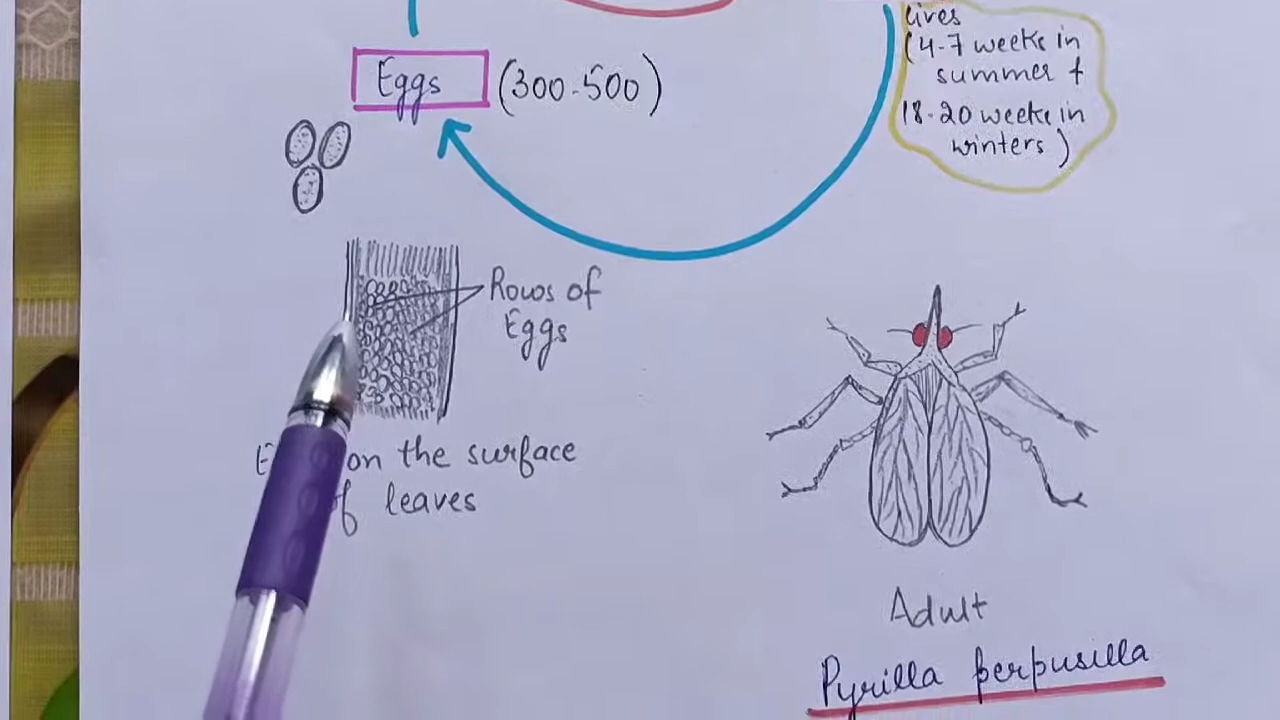 lives
(4-7 weeks in
summer +
18-20 weeks in
winters)
Eggs (300-500)
Rows of
Eggs
on the surface
of leaves
Adult
Pyrilla perpusilla